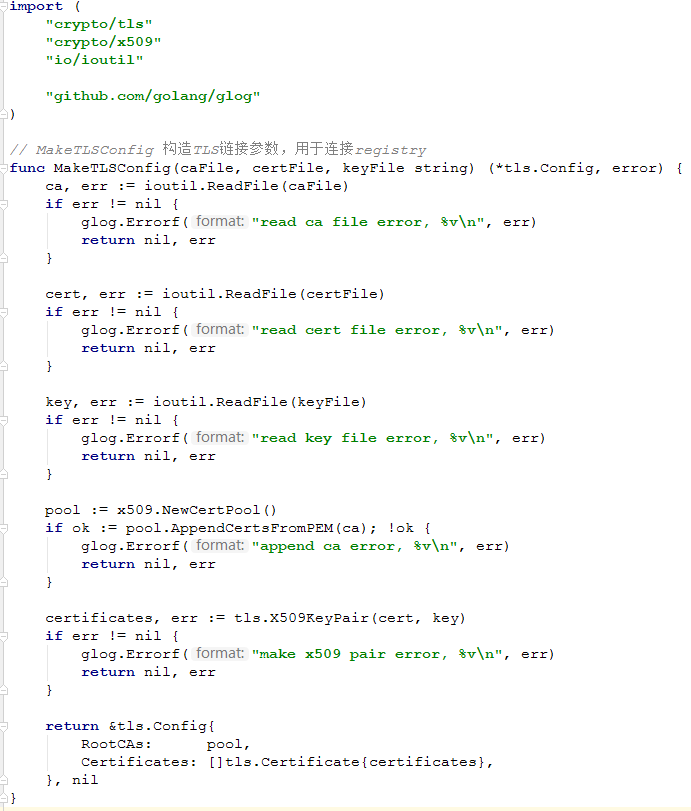 import (
    "crypto/tls"
    "crypto/x509"
    "io/ioutil"

    "github.com/golang/glog"
)

// MakeTLSConfig 构造TLS链接参数，用于连接registry
func MakeTLSConfig(caFile, certFile, keyFile string) (*tls.Config, error) {
    ca, err := ioutil.ReadFile(caFile)
    if err != nil {
        glog.Errorf( format: "read ca file error, %v\n", err)
        return nil, err
    }

    cert, err := ioutil.ReadFile(certFile)
    if err != nil {
        glog.Errorf( format: "read cert file error, %v\n", err)
        return nil, err
    }

    key, err := ioutil.ReadFile(keyFile)
    if err != nil {
        glog.Errorf( format: "read key file error, %v\n", err)
        return nil, err
    }

    pool := x509.NewCertPool()
    if ok := pool.AppendCertsFromPEM(ca); !ok {
        glog.Errorf( format: "append ca error, %v\n", err)
        return nil, err
    }

    certificates, err := tls.X509KeyPair(cert, key)
    if err != nil {
        glog.Errorf( format: "make x509 pair error, %v\n", err)
        return nil, err
    }

    return &tls.Config{
        RootCAs:      pool,
        Certificates: []tls.Certificate{certificates},
    }, nil
}